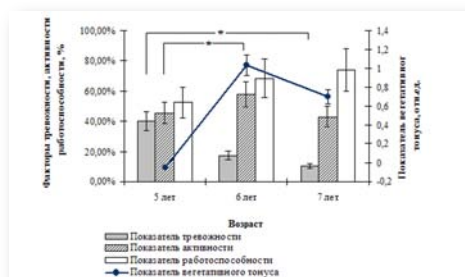 Факторы тревожности, активности
работоспособности, %
100,00%
80,00%
60,00%
40,00%
20,00%
0,00%
*
*
1,4
1,2
1
0,8
0,6
0,4
0,2
0
-0,2
Показатель вегетативног
тонуса, отн.ед.
5 лет
6 лет
7 лет
Возраст
Показатель тревожности
Показатель активности
Показатель работоспособности
Показатель вегетативного тонуса